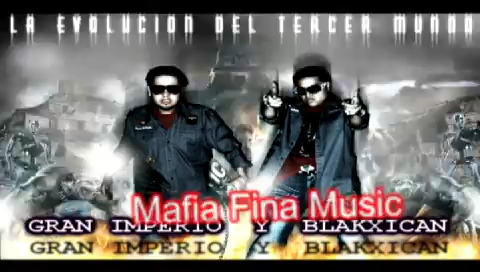 LA EVOLUCION DEL TERCER MUNDO
Mafia Fina Music
GRAN IMPERIO Y BLAKXICAN
GRAN IMPERIO Y BLAKXICAN